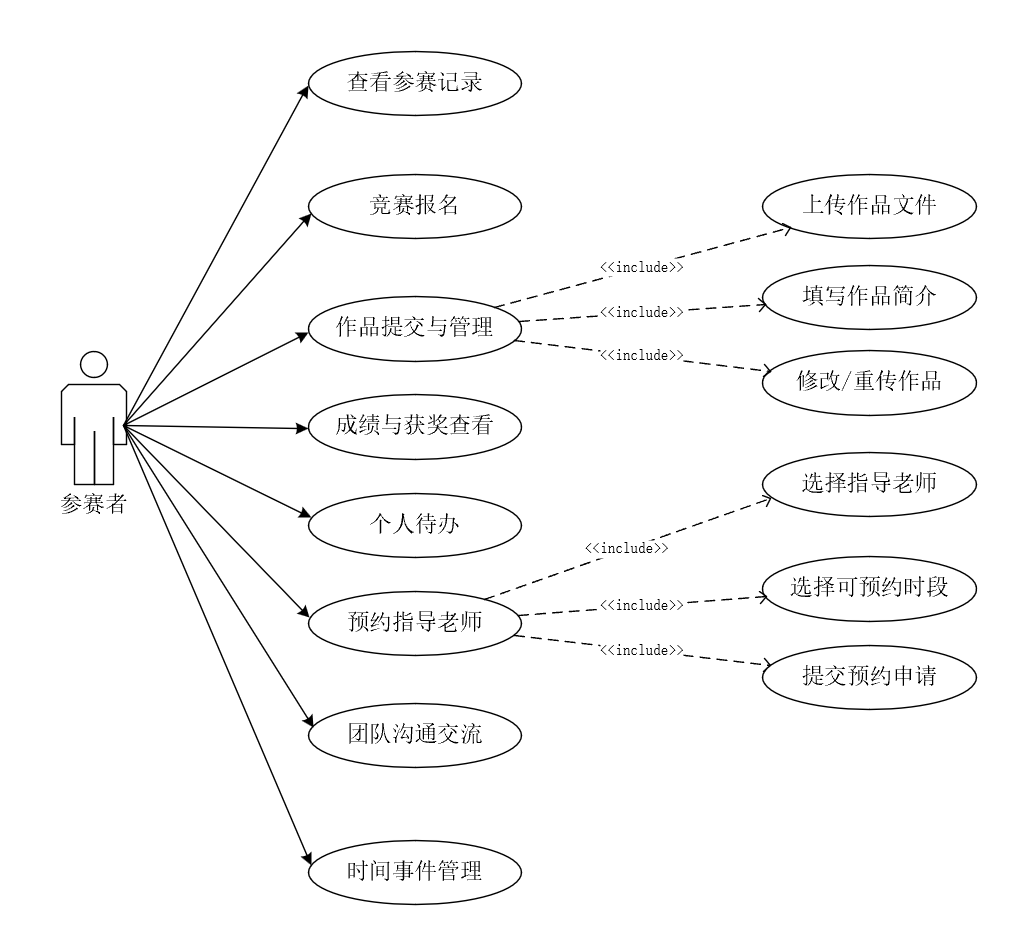 查看参赛记录
竞赛报名
上传作品文件
<<include>>
填写作品简介
<<include>>
作品提交与管理
<<include>>
修改/重传作品
成绩与获奖查看
选择指导老师
参赛者
个人待办
<<include>>
选择可预约时段
<<include>>
预约指导老师
<<include>>
提交预约申请
团队沟通交流
时间事件管理